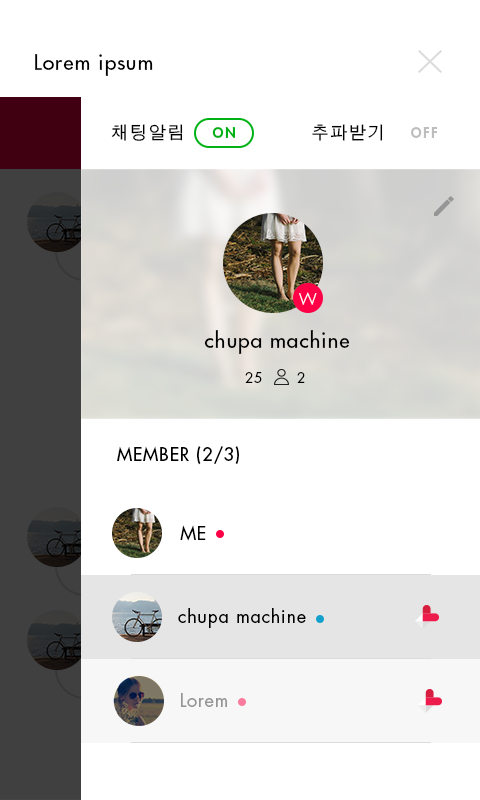 Lorem ipsum
채팅알림 ON 추파받기 OFF
W
chupa machine
25 2
MEMBER (2/3)
ME
chupa machine
Lorem